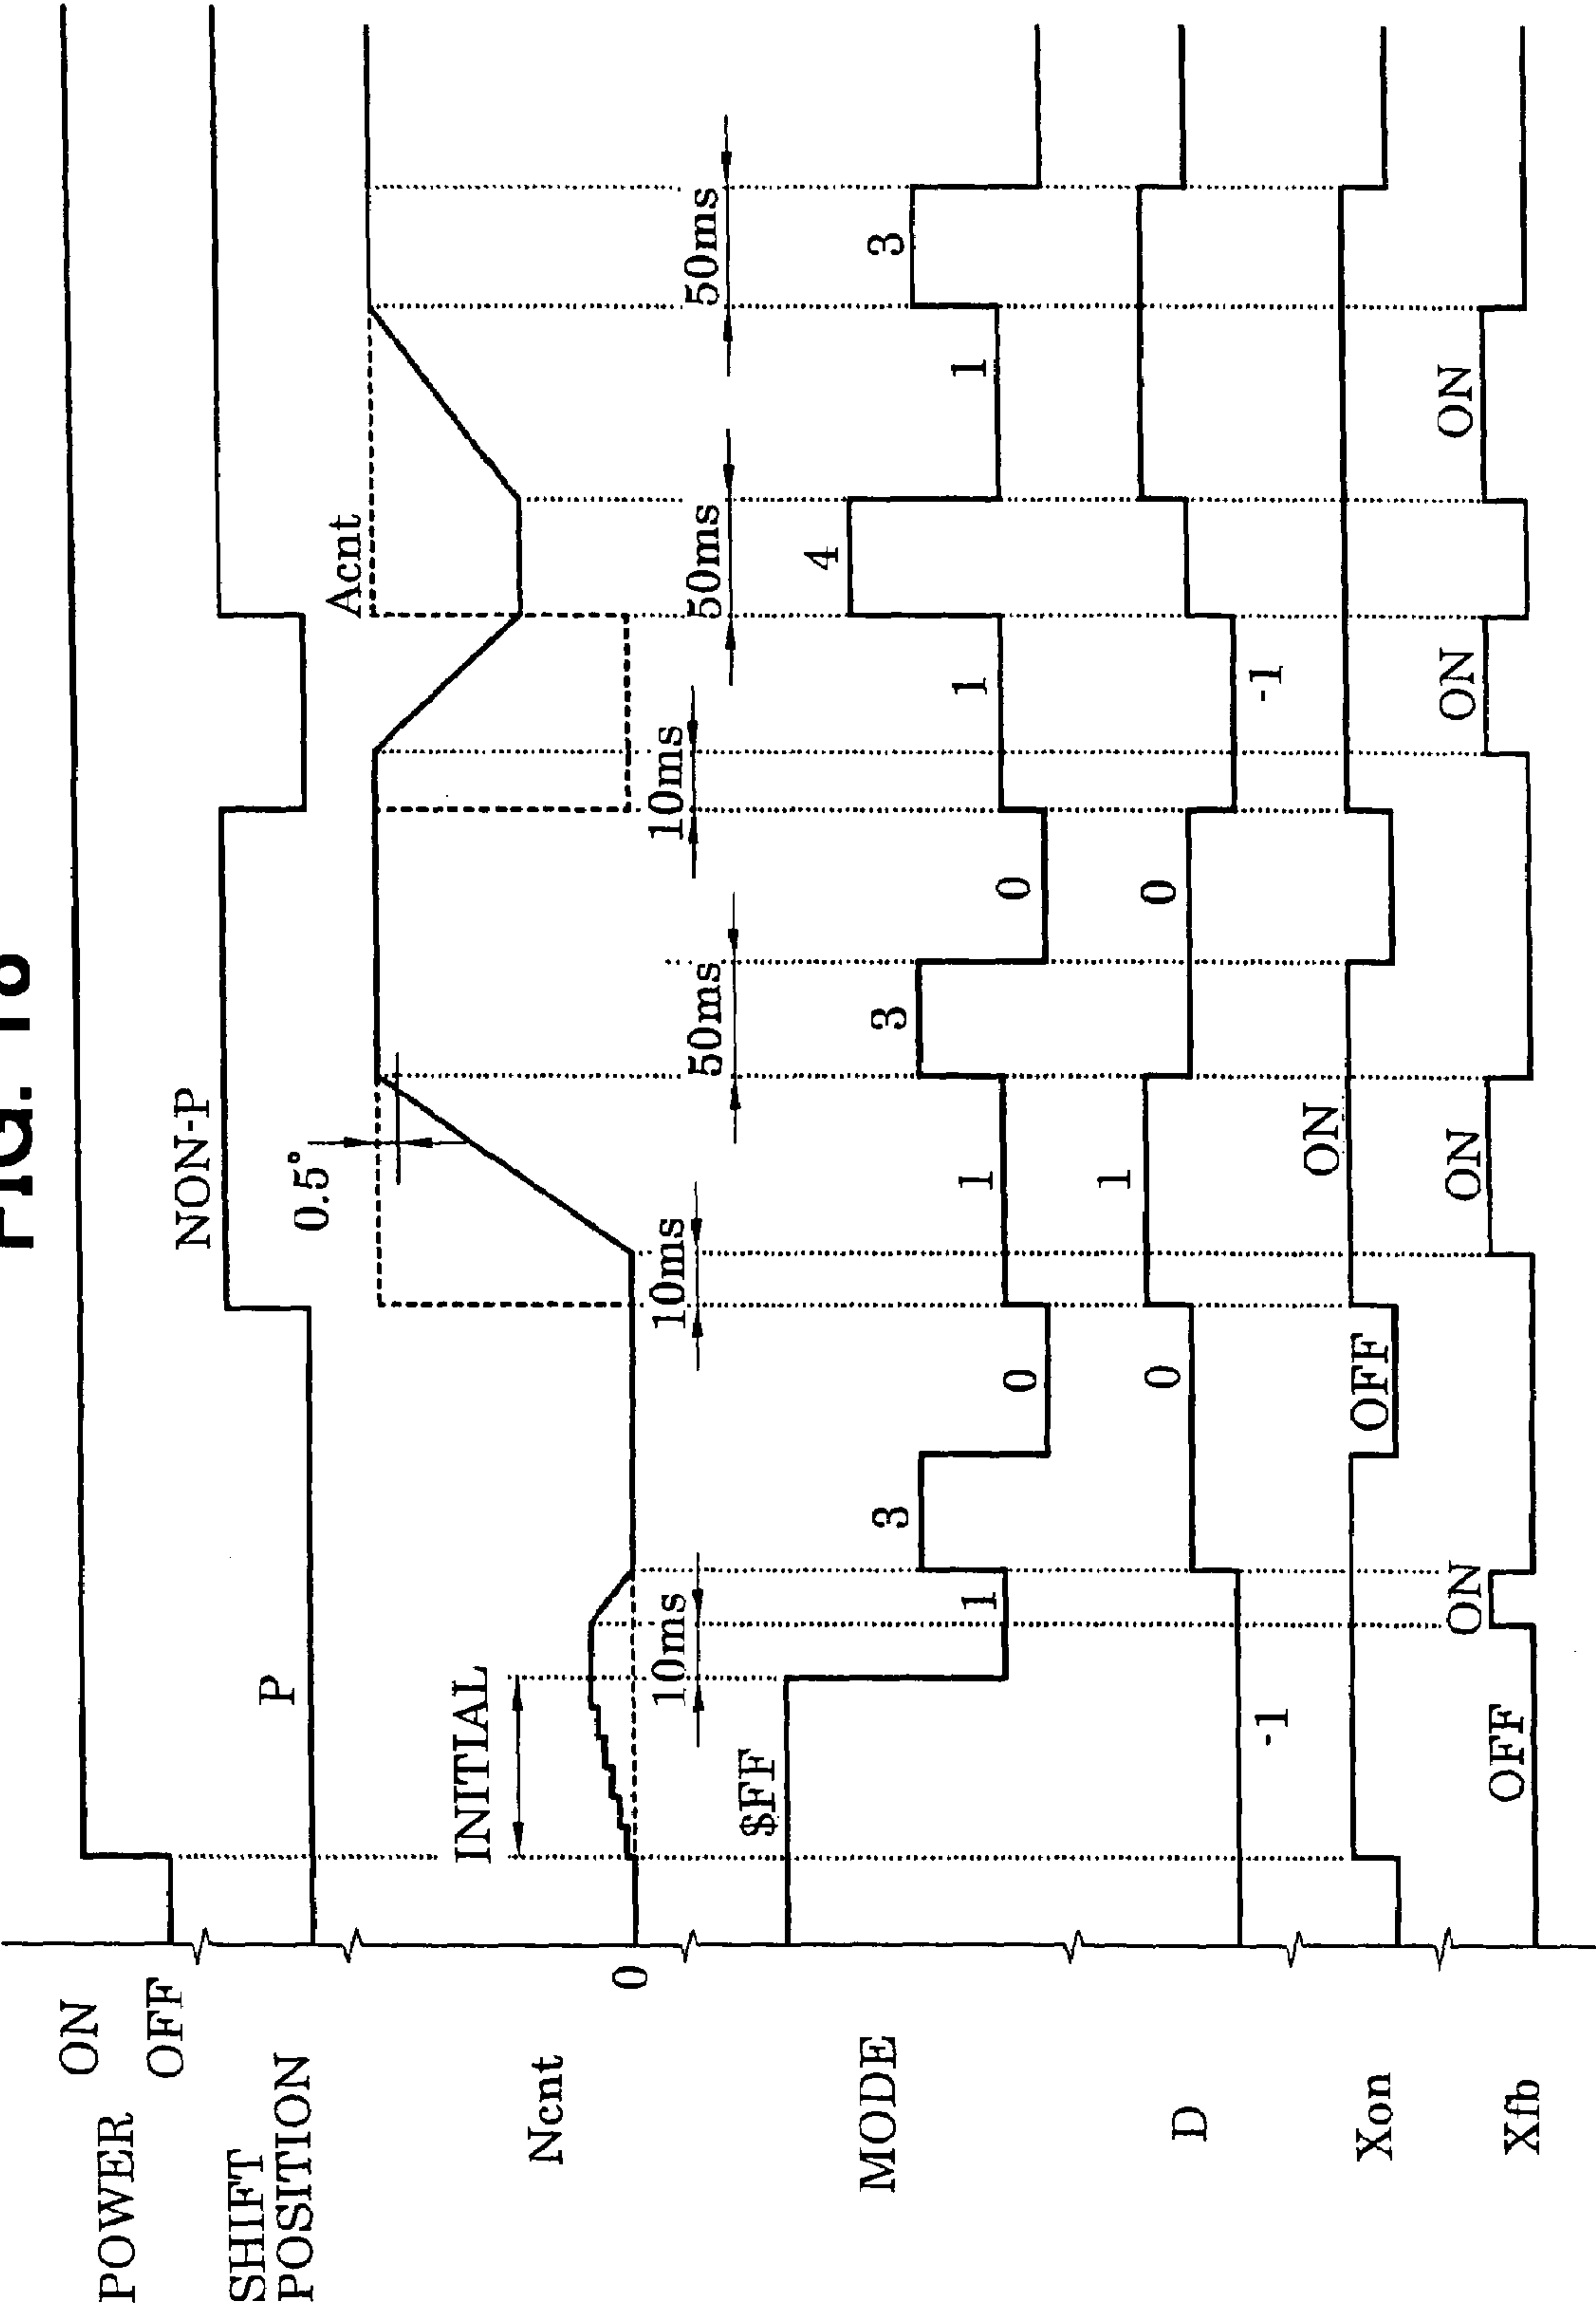 FIG.
POWER
ON
OFF
SHIFT
POSITION
P
NON-P
Ncnt
0
INITIAL
0.5°
Acnt
10ms
10ms
50ms
10ms
50ms
50ms
MODE
$FF
1
3
0
1
3
0
1
4
1
3
D
-1
0
1
0
-1
Xon
OFF
ON
Xfb
OFF
ON
ON
ON
ON